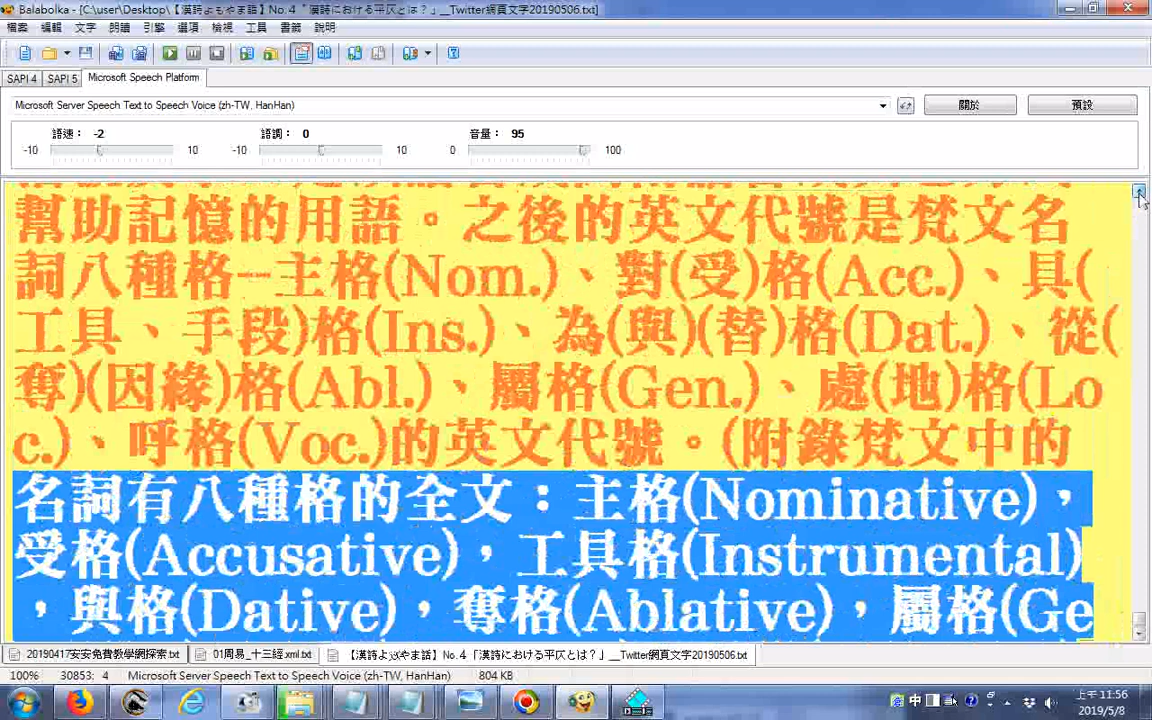 Balabolka - [C:\user\Desktop\【漢詩よもやま話】No.４「漢詩における平仄とは？」__Twitter網頁文字20190506.txt]
檔案 編輯 文字 朗讀 引擎 選項 檢視 工具 書籤 說明
SAPI 4 SAPI 5 Microsoft Speech Platform
Microsoft Server Speech Text to Speech Voice (zh-TW, HanHan) 關於 預設
語速： -2 語調： 0 音量： 95
-10 10 -10 10 0 100
幫助記憶的用語。之後的英文代號是梵文名
詞八種格--主格(Nom.)、對(受)格(Acc.)、具(
工具、手段)格(Ins.)、為(與)(替)格(Dat.)、從(
奪)(因緣)格(Abl.)、屬格(Gen.)、處(地)格(Lo
c.)、呼格(Voc.)的英文代號。(附錄梵文中的
名詞有八種格的全文：主格(Nominative)，
受格(Accusative)，工具格(Instrumental)
，與格(Dative)，奪格(Ablative)，屬格(Ge
20190417安安免費教學網探索.txt 01周易_十三經.xml.txt 【漢詩よもやま話】No.４「漢詩における平仄とは？」__Twitter網頁文字20190506.txt
100% 30853: 4 Microsoft Server Speech Text to Speech Voice (zh-TW, HanHan) 804 KB
中 上午 11:56
2019/5/8